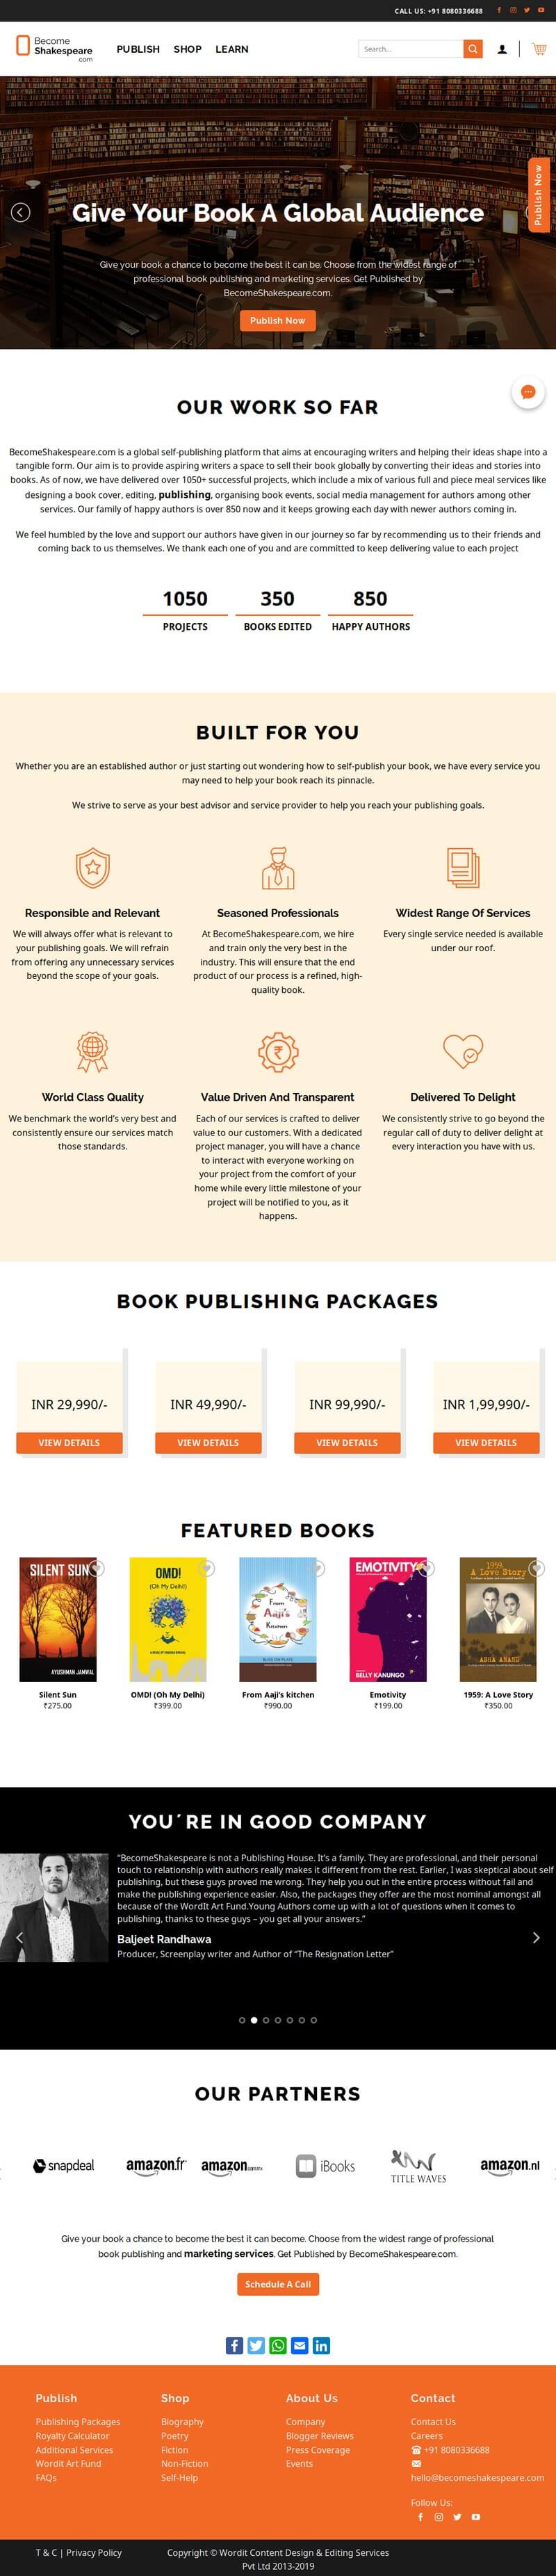 CALL US: +91 8080336688
Become
Shakespeare
.com
PUBLISH SHOP LEARN
Search...
Publish Now
Give Your Book A Global Audience
Give your book a chance to become the best it can be. Choose from the widest range of
professional book publishing and marketing services. Get Published by
BecomeShakespeare.com.
Publish Now
OUR WORK SO FAR
BecomeShakespeare.com is a global self-publishing platform that aims at encouraging writers and helping their ideas shape into a
tangible form. Our aim is to provide aspiring writers a space to sell their book globally by converting their ideas and stories into
books. As of now, we have delivered over 1050+ successful projects, which include a mix of various full and piece meal services like
designing a book cover, editing, publishing, organising book events, social media management for authors among other
services. Our family of happy authors is over 850 now and it keeps growing each day with newer authors coming in.
We feel humbled by the love and support our authors have given in our journey so far by recommending us to their friends and
coming back to us themselves. We thank each one of you and are committed to keep delivering value to each project
1050 350 850
PROJECTS BOOKS EDITED HAPPY AUTHORS
BUILT FOR YOU
Whether you are an established author or just starting out wondering how to self-publish your book, we have every service you
may need to help your book reach its pinnacle.
We strive to serve as your best advisor and service provider to help you reach your publishing goals.
Responsible and Relevant
We will always offer what is relevant to
your publishing goals. We will refrain
from offering any unnecessary services
beyond the scope of your goals.
Seasoned Professionals
At BecomeShakespeare.com, we hire
and train only the very best in the
industry. This will ensure that the end
product of our process is a refined, high-
quality book.
Widest Range Of Services
Every single service needed is available
under our roof.
World Class Quality
We benchmark the world's very best and
consistently ensure our services match
those standards.
Value Driven And Transparent
Each of our services is crafted to deliver
value to our customers. With a dedicated
project manager, you will have a chance
to interact with everyone working on
your project from the comfort of your
home while every little milestone of your
project will be notified to you, as it
happens.
Delivered To Delight
We consistently strive to go beyond the
regular call of duty to deliver delight at
every interaction you have with us.
BOOK PUBLISHING PACKAGES
INR 29,990/- INR 49,990/- INR 99,990/- INR 1,99,990/-
VIEW DETAILS VIEW DETAILS VIEW DETAILS VIEW DETAILS
FEATURED BOOKS
SILENT SUN
AYUSHMAN JAMWAL
OMD!
(Oh My Delhi!)
From
Aaji's
Kitchen
EMOTIVITY
BELLY KANUNGO
1959:
A Love Story
ASHA ANAND
Silent Sun
₹275.00
OMD! (Oh My Delhi)
₹399.00
From Aaji's kitchen
₹990.00
Emotivity
₹199.00
1959: A Love Story
₹350.00
YOU´RE IN GOOD COMPANY
“BecomeShakespeare is not a Publishing House. It’s a family. They are professional, and their personal
touch to relationship with authors really makes it different from the rest. Earlier, I was skeptical about self
publishing, but these guys proved me wrong. They help you out in the entire process without fail and
make the publishing experience easier. Also, the packages they offer are the most nominal amongst all
because of the WordIt Art Fund.Young Authors come up with a lot of questions when it comes to
publishing, thanks to these guys – you get all your answers.”
Baljeet Randhawa
Producer, Screenplay writer and Author of “The Resignation Letter”
OUR PARTNERS
snapdeal amazon.fr amazon iBooks TITLE WAVES amazon.nl
Give your book a chance to become the best it can become. Choose from the widest range of professional
book publishing and marketing services. Get Published by BecomeShakespeare.com.
Schedule A Call
Publish
Publishing Packages
Royalty Calculator
Additional Services
Wordit Art Fund
FAQs
Shop
Biography
Poetry
Fiction
Non-Fiction
Self-Help
About Us
Company
Blogger Reviews
Press Coverage
Events
Contact
Contact Us
Careers
+91 8080336688
hello@becomeshakespeare.com
Follow Us:
T & C | Privacy Policy
Copyright © Wordit Content Design & Editing Services
Pvt Ltd 2013-2019